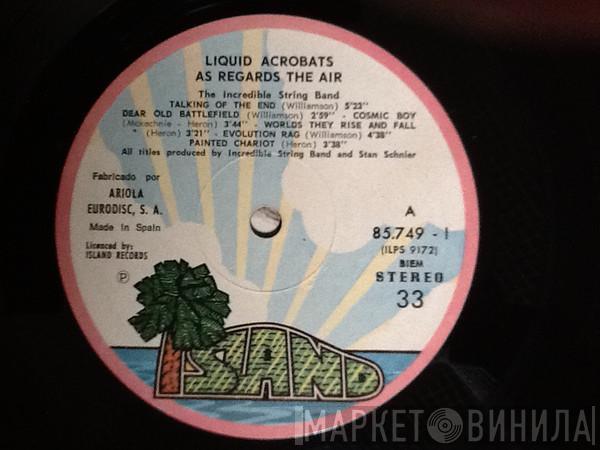 LIQUID ACROBATS
AS REGARDS THE AIR
The Incredible String Band
TALKING OF THE END (Williamson) 5'23"
DEAR OLD BATTLEFIELD (Williamson) 2'59" - COSMIC BOY
(Mckechnie - Heron) 3'44" - WORLDS THEY RISE AND FALL
" (Heron) 3'21" - EVOLUTION RAG (Williamson) 4'38"
PAINTED CHARIOT (Heron) 3'38"
All titles produced by Incredible String Band and Stan Schnier
Fabricado por
ARIOLA
EURODISC, S. A.
Made in Spain
Licenced by:
ISLAND RECORDS
P
A
85.749 - I
(ILPS 9172)
BIEM
STEREO
33
ISLAND
МАРКЕТ ВИНИЛА